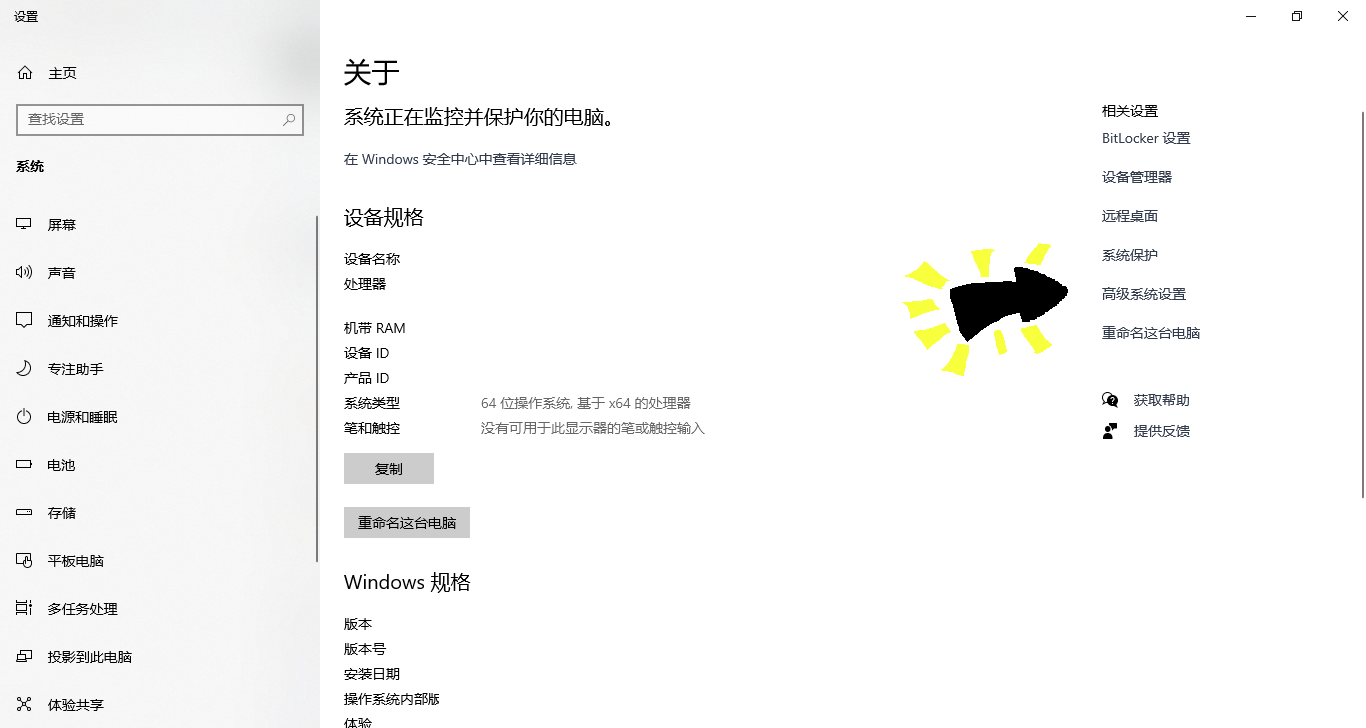 设置
主页
查找设置
系统
屏幕
声音
通知和操作
专注助手
电源和睡眠
电池
存储
平板电脑
多任务处理
投影到此电脑
体验共享
关于
系统正在监控并保护你的电脑。
在 Windows 安全中心中查看详细信息
设备规格
设备名称
处理器
机带 RAM
设备 ID
产品 ID
系统类型 64 位操作系统, 基于 x64 的处理器
笔和触控 没有可用于此显示器的笔或触控输入
复制
重命名这台电脑
Windows 规格
版本
版本号
安装日期
操作系统内部版
体验
相关设置
BitLocker 设置
设备管理器
远程桌面
系统保护
高级系统设置
重命名这台电脑
获取帮助
提供反馈